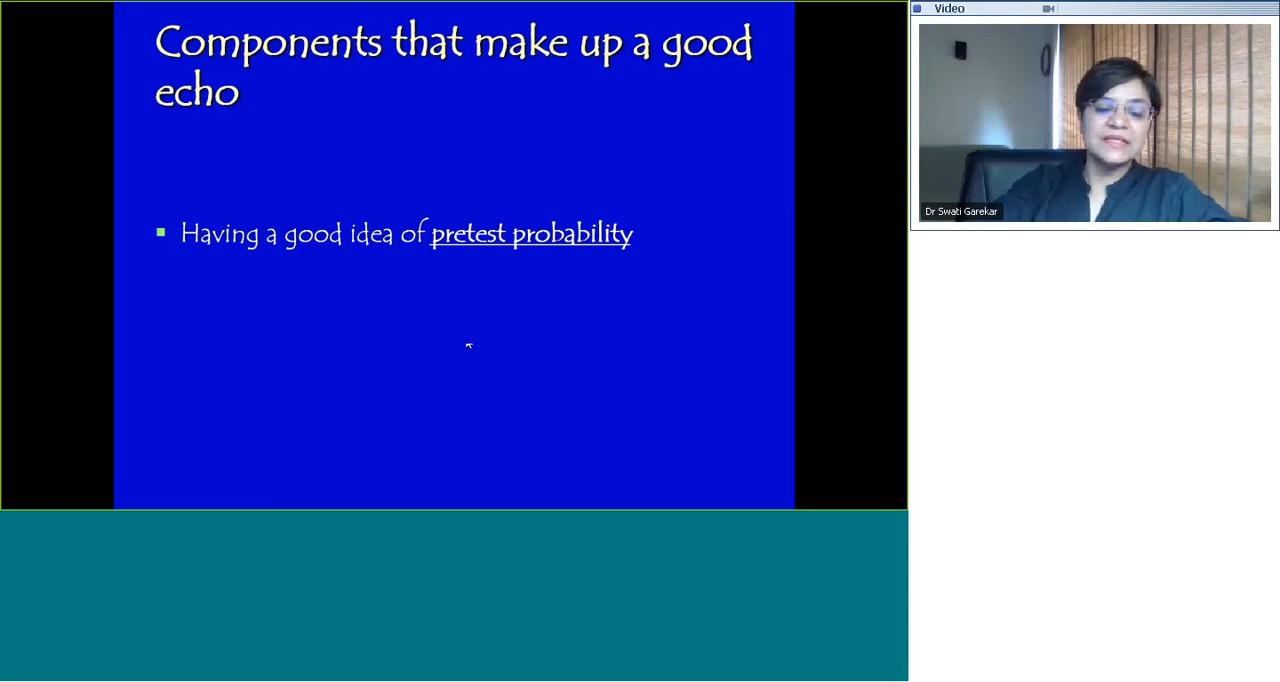 Components that make up a good
echo
Having a good idea of pretest probability
Video
Dr Swati Garekar